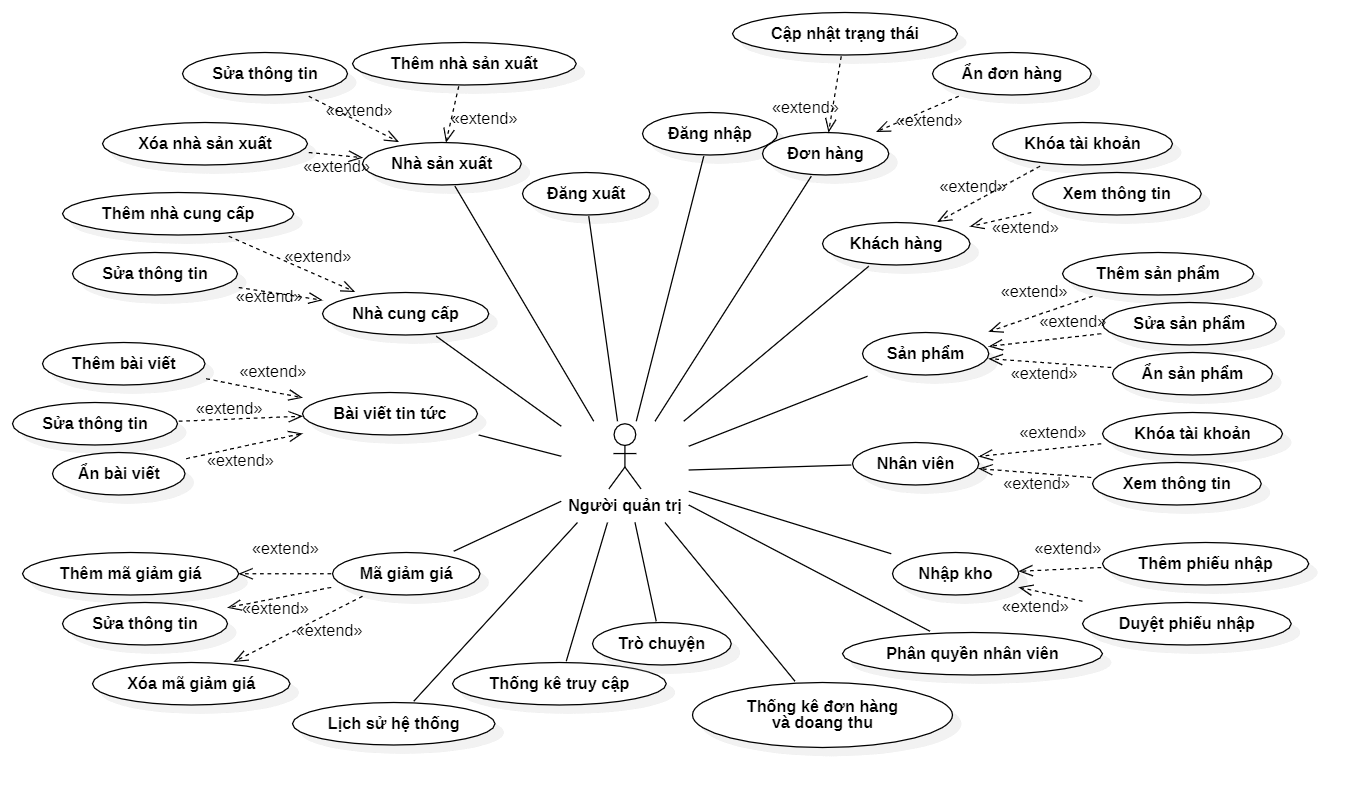 Cập nhật trạng thái
Thêm nhà sản xuất
Sửa thông tin
Ẩn đơn hàng
«extend»
«extend»
«extend»
«extend»
Xóa nhà sản xuất
Đăng nhập
Khóa tài khoản
Nhà sản xuất
Đơn hàng
«extend»
«extend»
Đăng xuất
Xem thông tin
Thêm nhà cung cấp
«extend»
Khách hàng
«extend»
Sửa thông tin
Thêm sản phẩm
«extend»
«extend»
Nhà cung cấp
«extend»
Sửa sản phẩm
Sản phẩm
Thêm bài viết
«extend»
«extend»
Ẩn sản phẩm
«extend»
Bài viết tin tức
Sửa thông tin
«extend»
Khóa tài khoản
«extend»
Ẩn bài viết
Nhân viên
«extend»
Xem thông tin
Người quản trị
«extend»
«extend»
Thêm mã giảm giá
Mã giảm giá
Nhập kho
Thêm phiếu nhập
«extend»
«extend»
Sửa thông tin
Duyệt phiếu nhập
«extend»
Trò chuyện
Phân quyền nhân viên
Xóa mã giảm giá
Thống kê truy cập
Thống kê đơn hàng
và doang thu
Lịch sử hệ thống